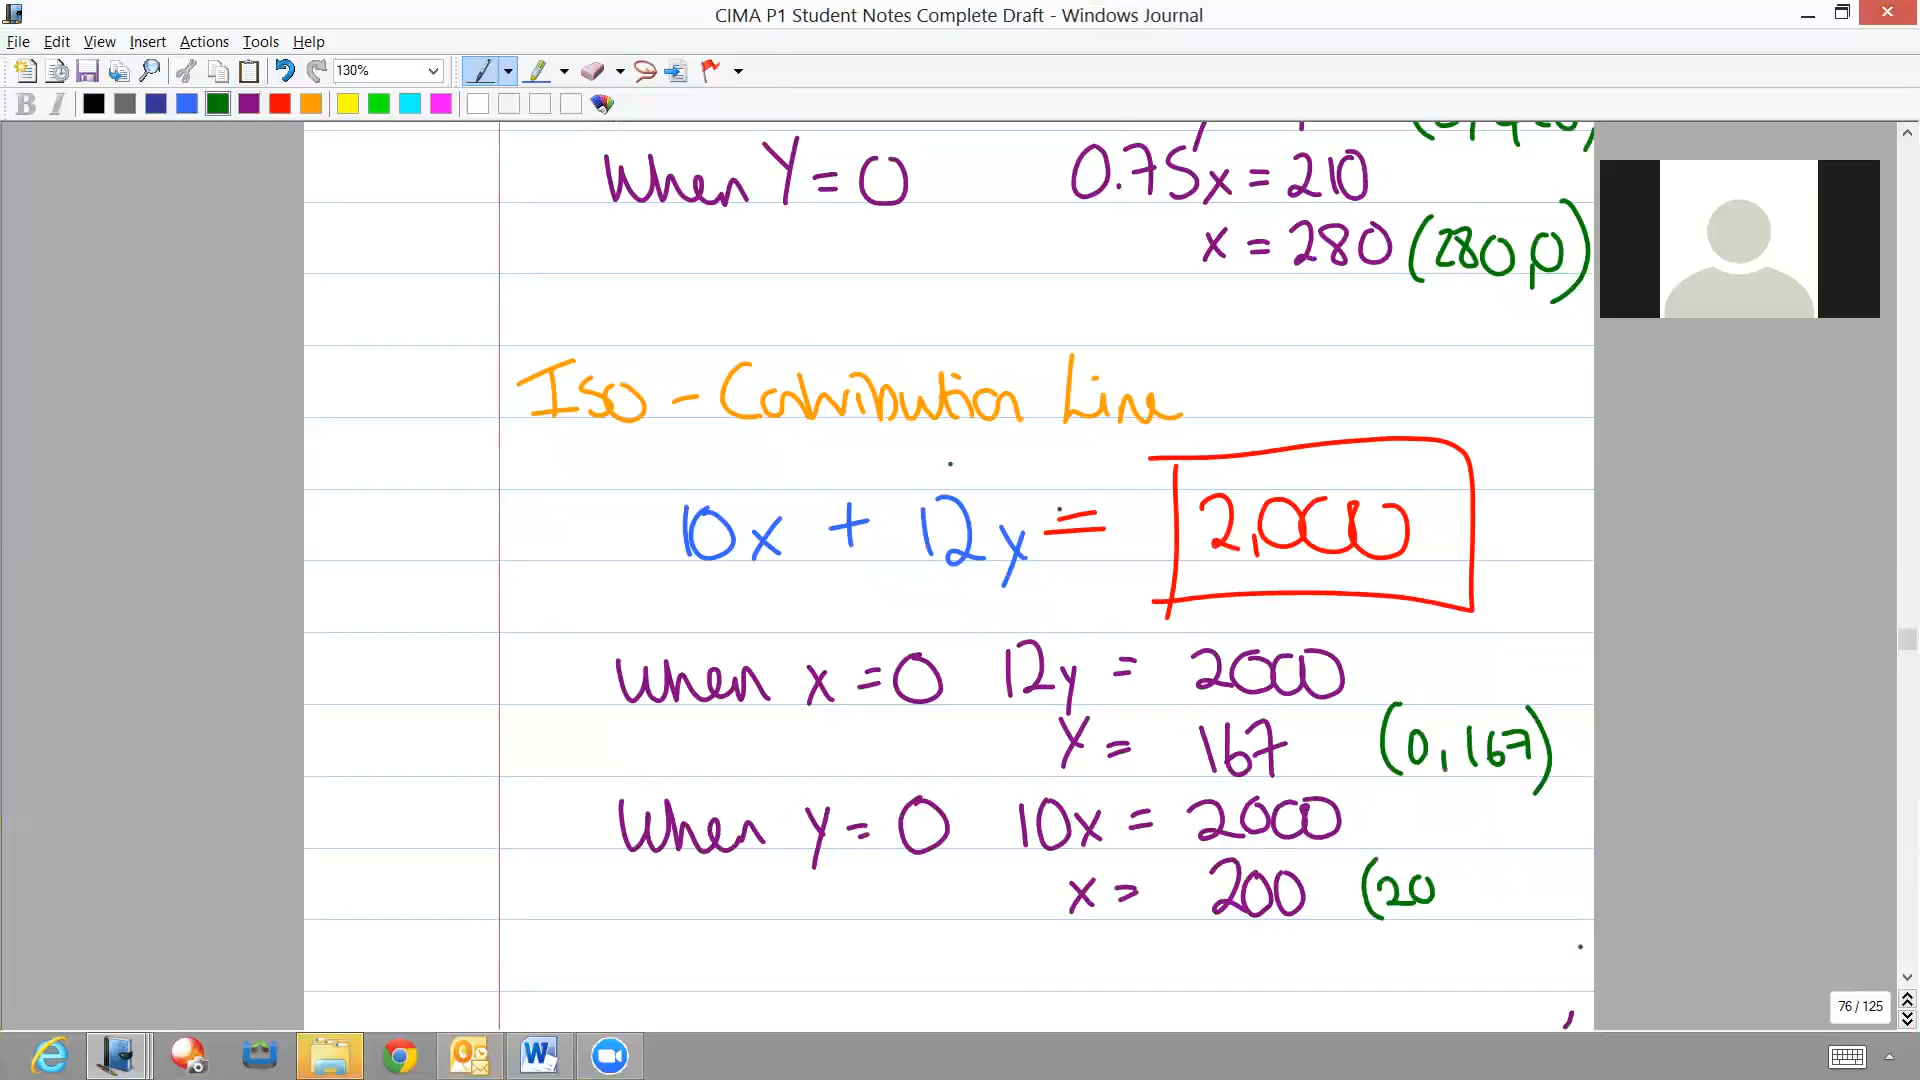 CIMA P1 Student Notes Complete Draft - Windows Journal
File Edit View Insert Actions Tools Help
130%
B I
When Y = 0 0.75x = 210
x = 280 (280,0)
Iso - Contribution Line
10x + 12y = 2,000
When x = 0 12y = 2000
Y = 167 (0,167)
When y = 0 10x = 2000
x = 200 (20
76 / 125